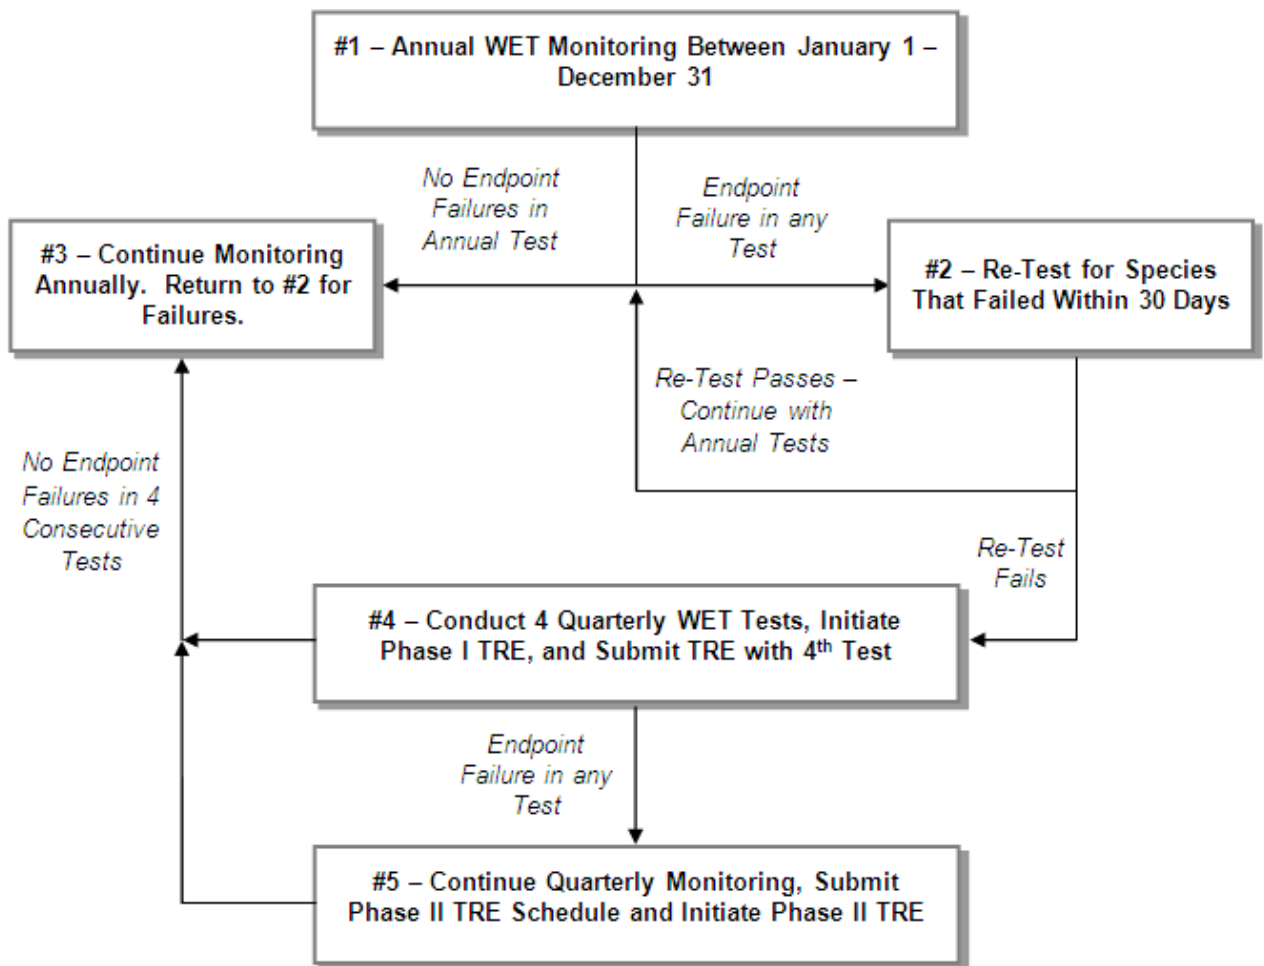 #1 – Annual WET Monitoring Between January 1 –
December 31
No Endpoint
Failures in
Annual Test
Endpoint
Failure in any
Test
#3 – Continue Monitoring
Annually.  Return to #2 for
Failures.
#2 – Re-Test for Species
That Failed Within 30 Days
Re-Test Passes –
Continue with
Annual Tests
No Endpoint
Failures in 4
Consecutive
Tests
Re-Test
Fails
#4 – Conduct 4 Quarterly WET Tests, Initiate
Phase I TRE, and Submit TRE with 4th Test
Endpoint
Failure in any
Test
#5 – Continue Quarterly Monitoring, Submit
Phase II TRE Schedule and Initiate Phase II TRE